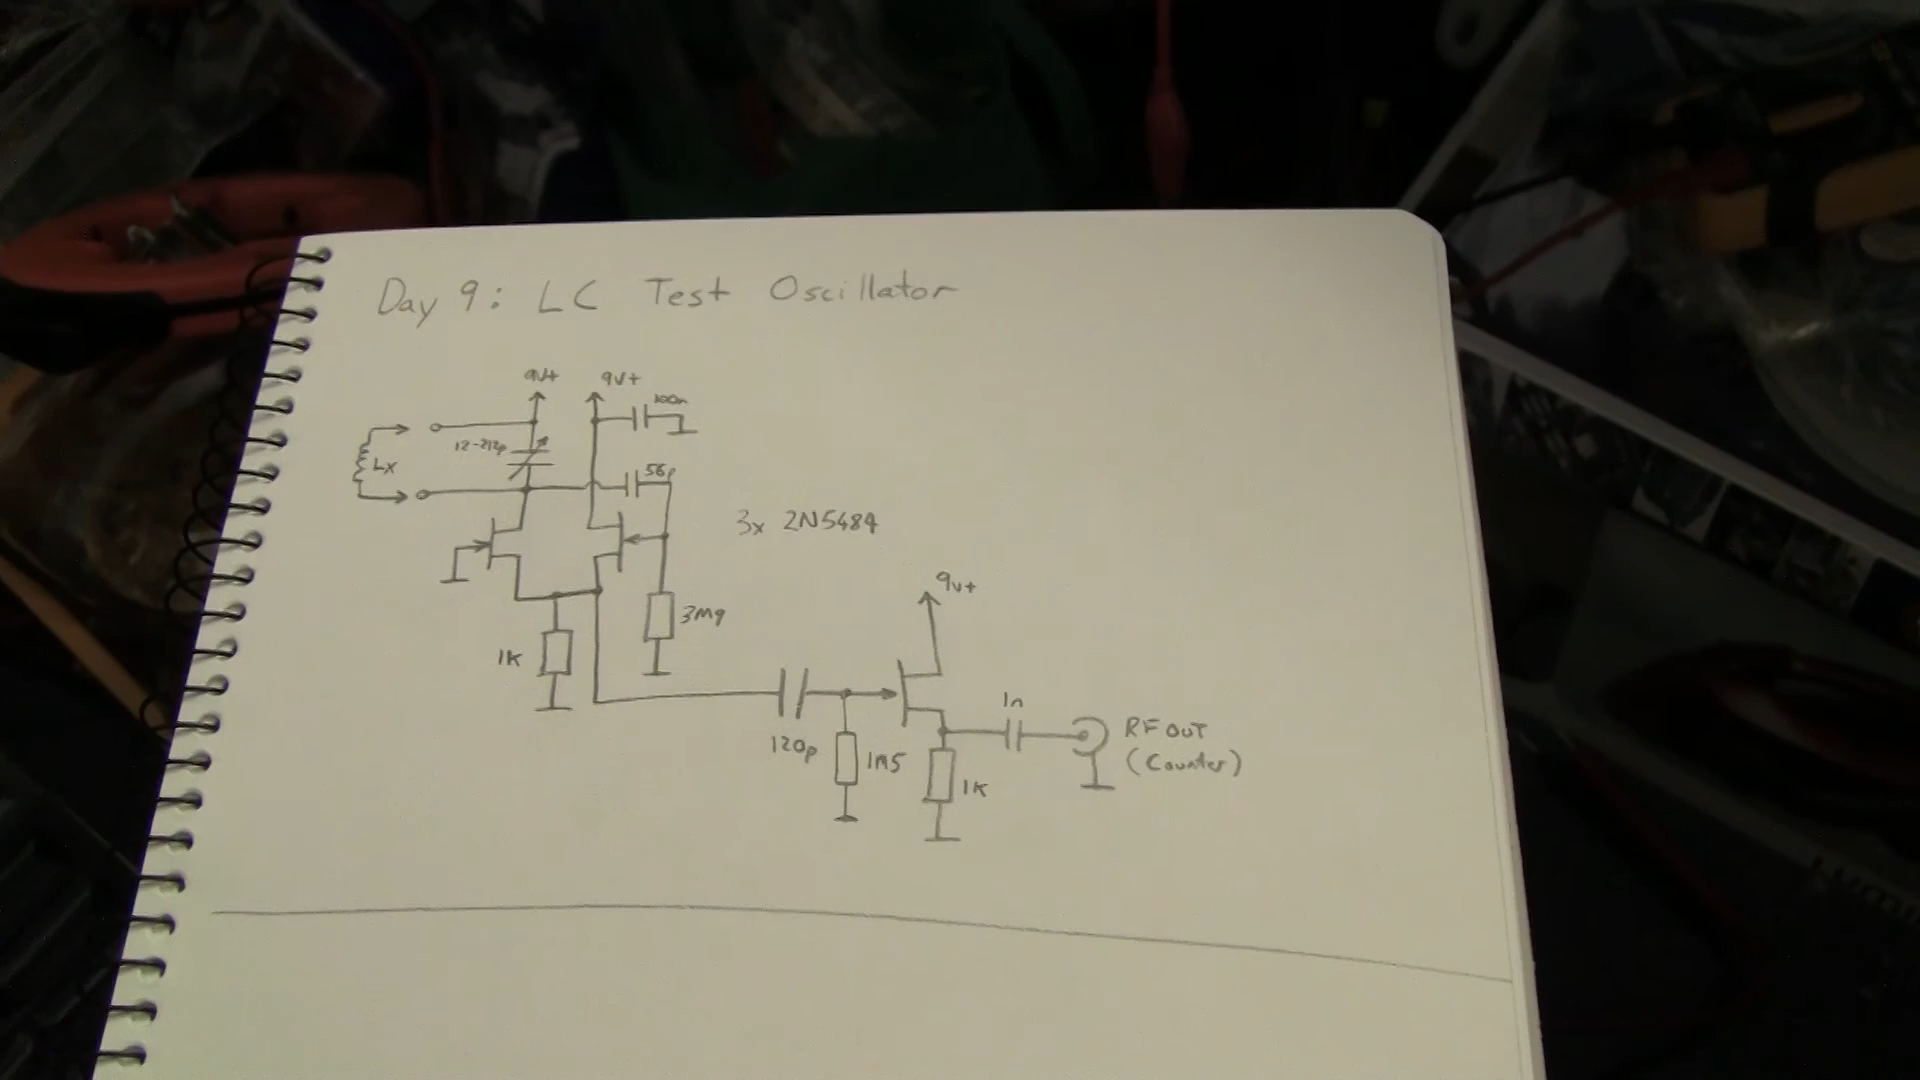 Day 9: LC Test Oscillator
9V+ 9V+
100n
12-212p
Lx
56p
3x 2N5484
9V+
3M9
1K
1n
RF OUT
120p 1M5
(Counter)
1K